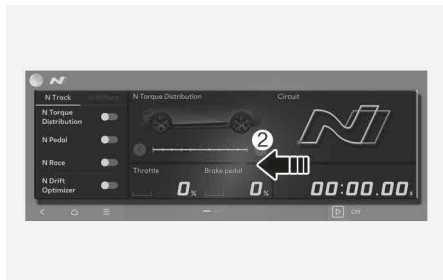 N
N Track
N Torque Distribution
Circuit
N Torque
Distribution
N Pedal
N Race
N Drift
Optimizer
2
Throttle
Brake pedal
0 %
0 %
00:00.00 s
Off